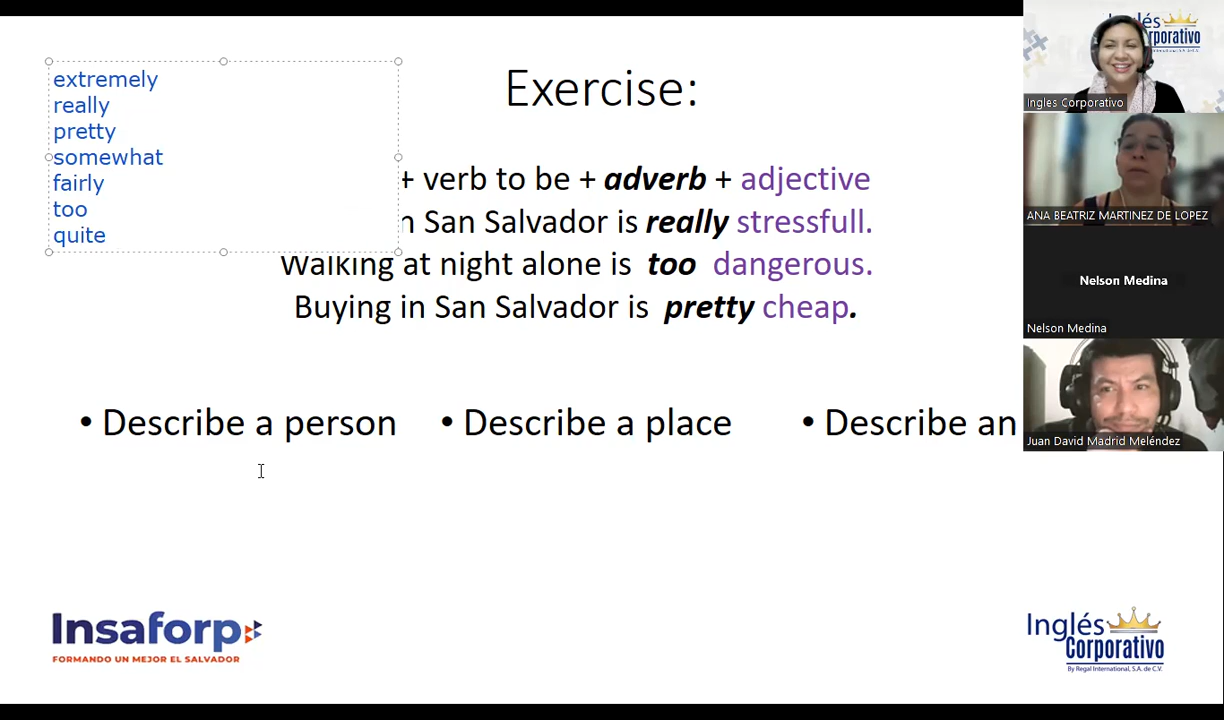 extremely
really
pretty
somewhat
fairly
too
quite
Exercise:
+ verb to be + adverb + adjective
n San Salvador is really stressfull.
Walking at night alone is too dangerous.
Buying in San Salvador is pretty cheap.
• Describe a person
• Describe a place
• Describe an
Insaforp
FORMANDO UN MEJOR EL SALVADOR
Inglés
Corporativo
By Regal International, S.A. de C.V.
Ingles Corporativo
ANA BEATRIZ MARTINEZ DE LOPEZ
Nelson Medina
Nelson Medina
Juan David Madrid Meléndez